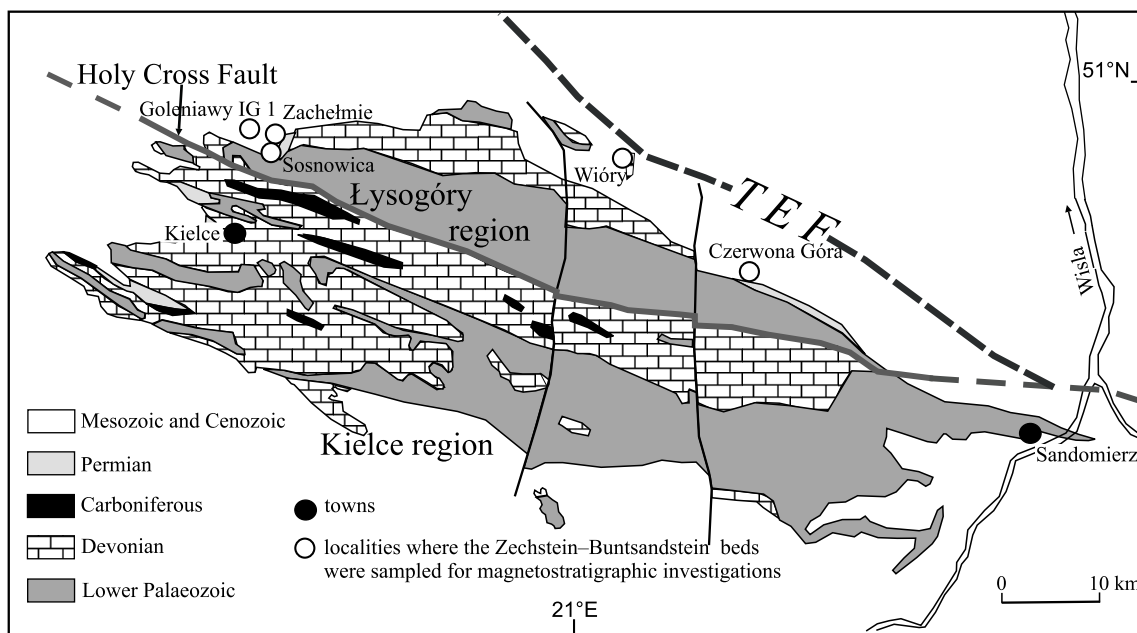 51°N
Holy Cross Fault
Goleniawy IG 1
Zachełmie
Sosnowica
Wióry
Łysogóry
region
TEF
Kielce
Czerwona Góra
Wisla
Mesozoic and Cenozoic
Kielce region
Sandomierz
Permian
Carboniferous
towns
Devonian
localities where the Zechstein–Buntsandstein beds
were sampled for magnetostratigraphic investigations
Lower Palaeozoic
0 10 km
21°E